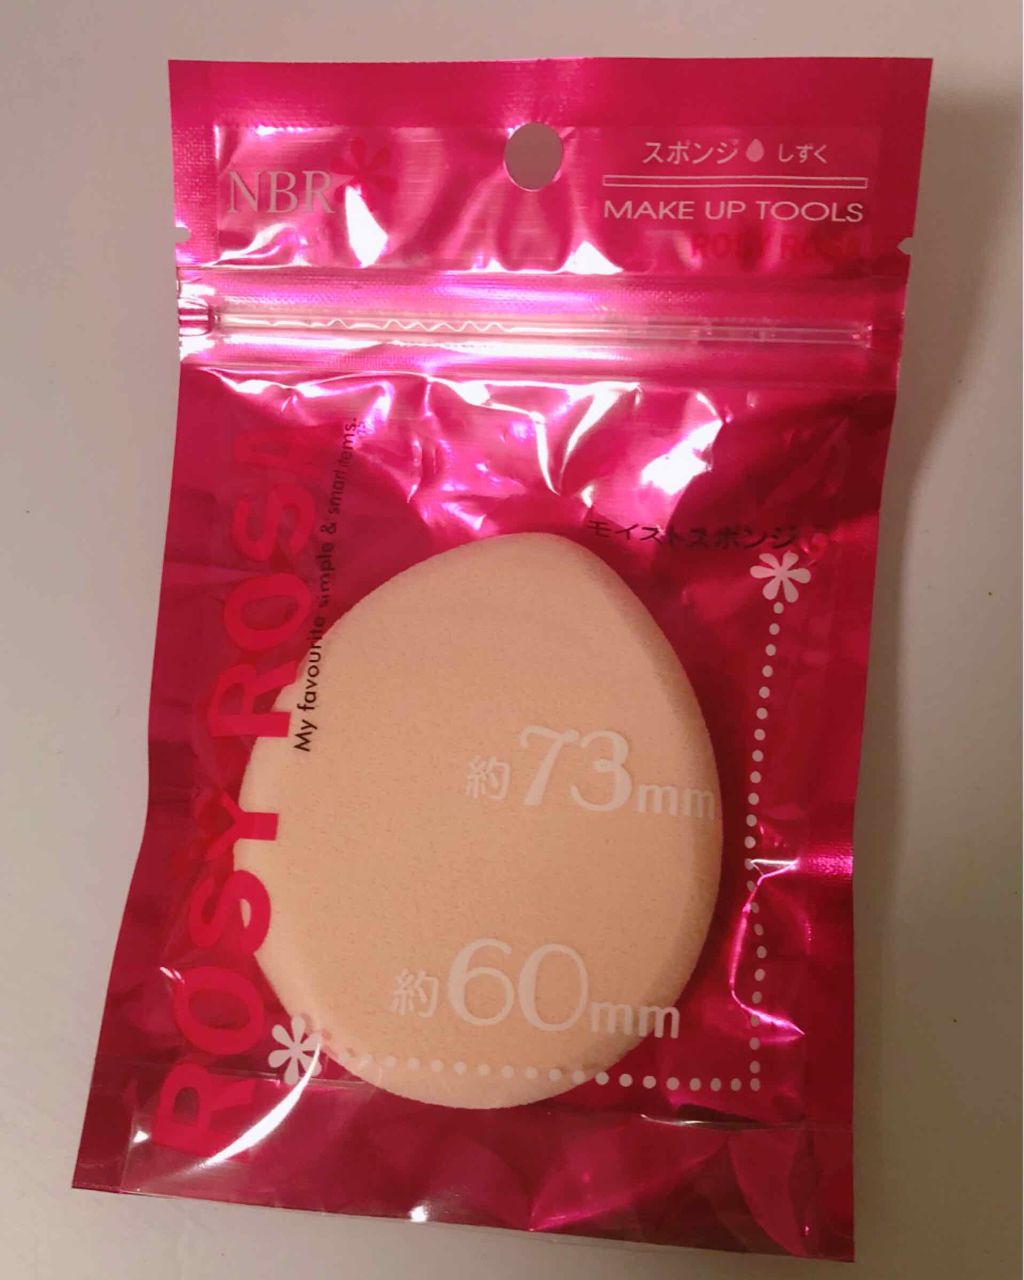 NBR
スポンジ しずく
MAKE UP TOOLS
ROSY ROSA
ROSY ROSA
My favourite simple & smart items.
モイストスポンジ
約73mm
約60mm